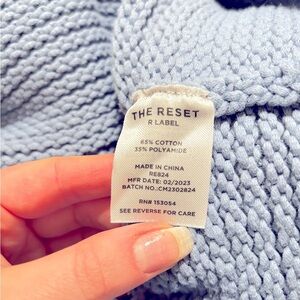 THE RESET
R LABEL
65% COTTON
35% POLYAMIDE
MADE IN CHINA
RE824
MFR DATE: 02/2023
BATCH NO.:CM2302824
RN# 153054
SEE REVERSE FOR CARE